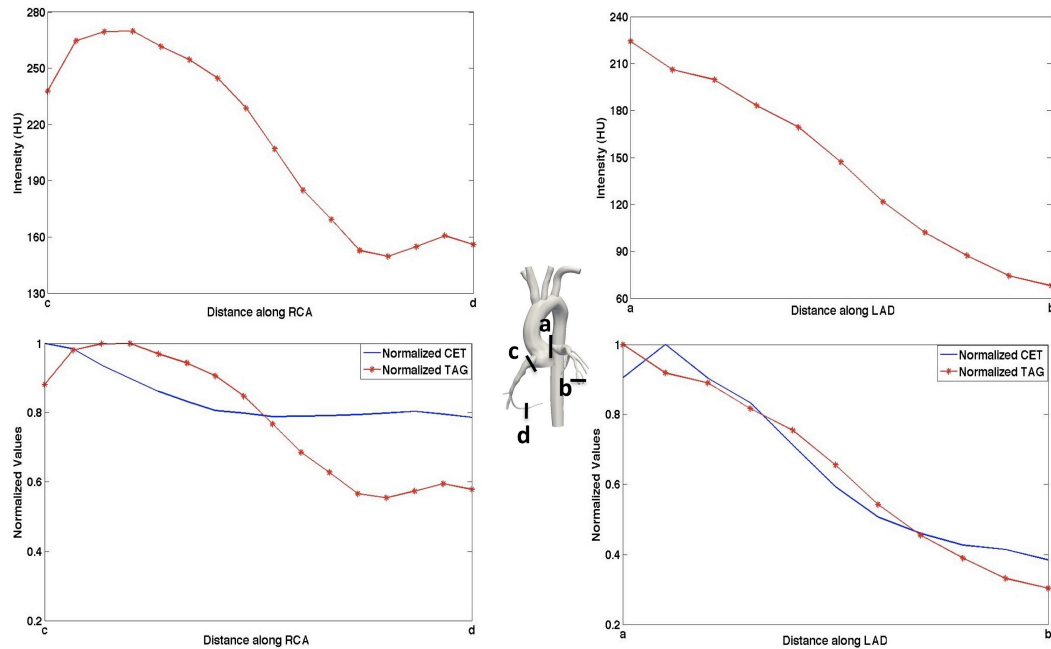 280
250
220
190
160
130
Intensity (HU)
c
d
Distance along RCA
240
210
180
150
120
90
60
Intensity (HU)
a
b
Distance along LAD
a
c
b
d
1
0.8
0.6
0.4
0.2
Normalized Values
Normalized CET
Normalized TAG
c
d
Distance along RCA
1
0.8
0.6
0.4
0.2
Normalized Values
Normalized CET
Normalized TAG
a
b
Distance along LAD